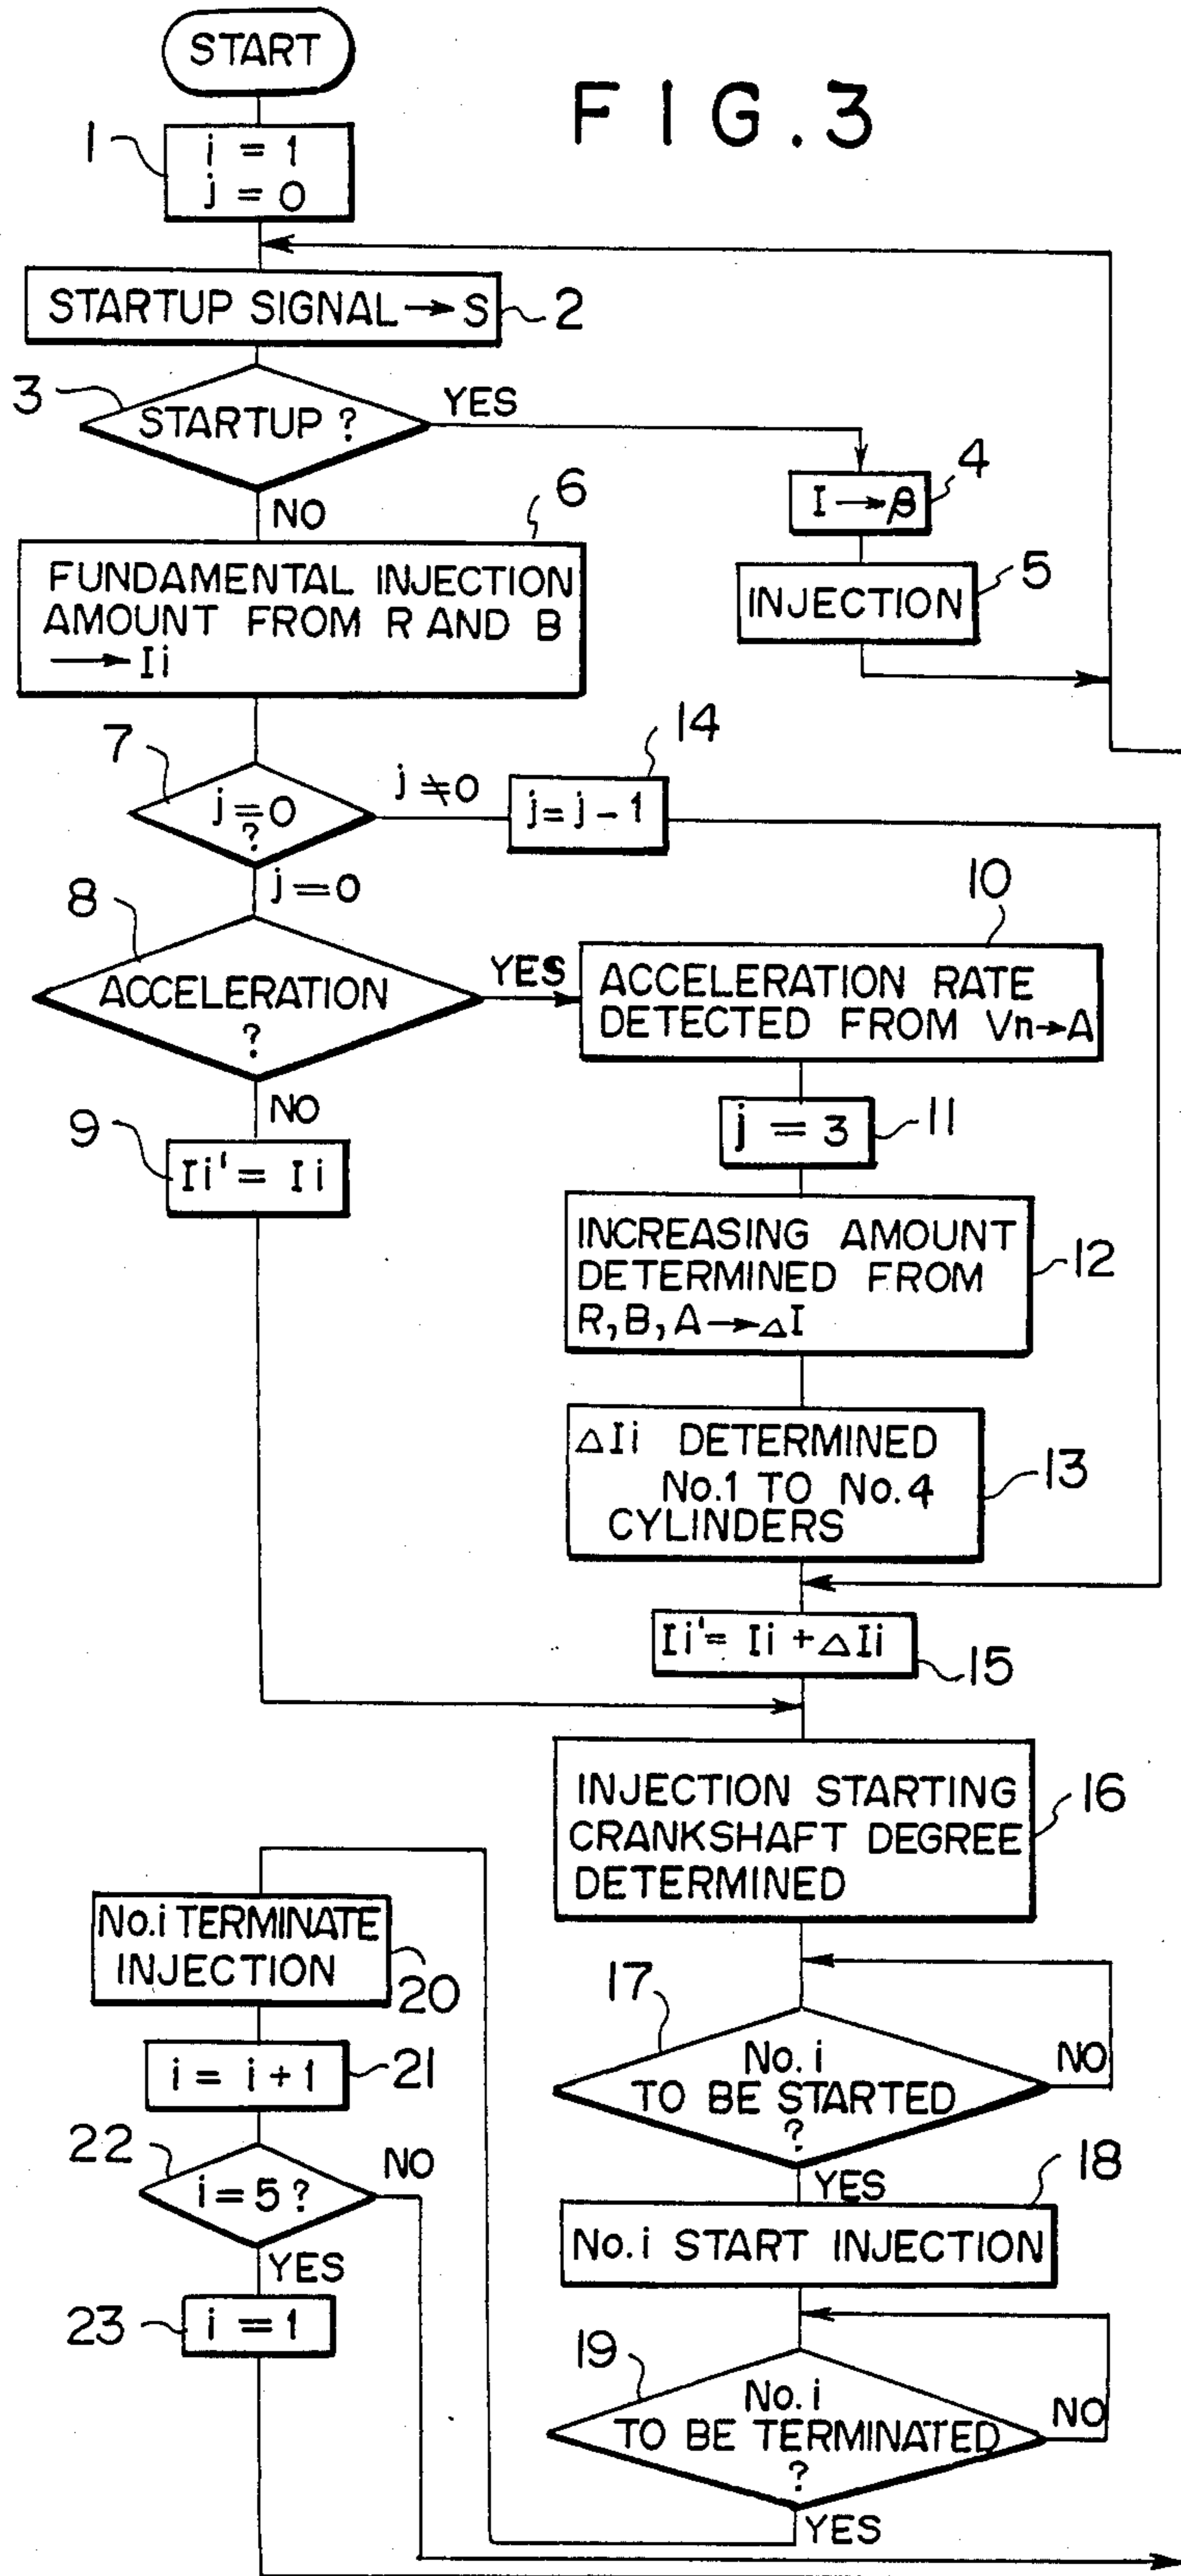 START
FIG. 3
1
i = 1
j = 0
STARTUP SIGNAL → S
2
3
STARTUP ?
YES
NO
4
I → β
5
INJECTION
6
FUNDAMENTAL INJECTION
AMOUNT FROM R AND B
→ Ii
7
j = 0
?
j ≠ 0
14
j = j - 1
j = 0
8
ACCELERATION
?
YES
NO
10
ACCELERATION RATE
DETECTED FROM Vn → A
9
Ii' = Ii
j = 3
11
INCREASING AMOUNT
DETERMINED FROM
R, B, A → ΔI
12
ΔIi DETERMINED
No.1 TO No.4
CYLINDERS
13
Ii' = Ii + ΔIi
15
INJECTION STARTING
CRANKSHAFT DEGREE
DETERMINED
16
17
No. i
TO BE STARTED
?
NO
YES
18
No. i START INJECTION
19
No. i
TO BE TERMINATED
?
NO
YES
No. i TERMINATE
INJECTION
20
i = i + 1
21
22
i = 5 ?
NO
YES
23
i = 1